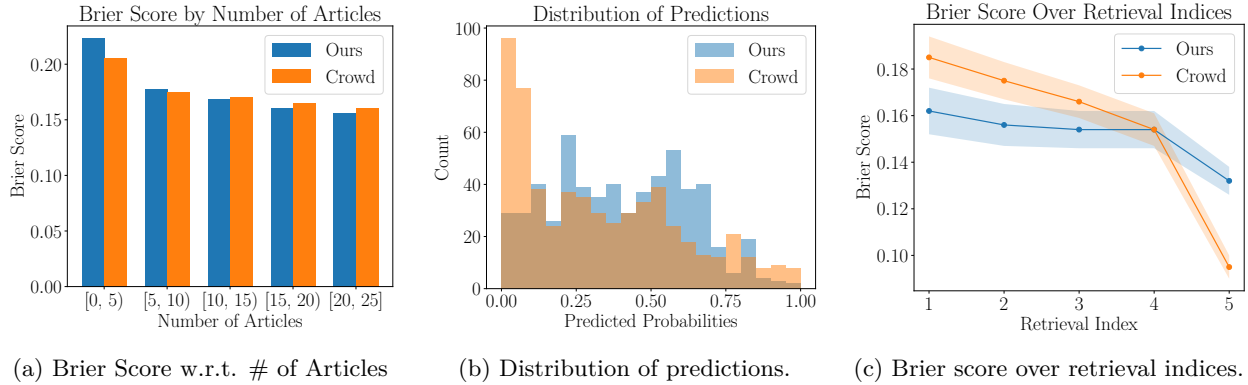 Brier Score by Number of Articles
Brier Score
0.20
0.15
0.10
0.05
0.00
Ours
Crowd
[0, 5)
[5, 10)
[10, 15)
[15, 20)
[20, 25]
Number of Articles
(a) Brier Score w.r.t. # of Articles
Distribution of Predictions
Count
100
80
60
40
20
0
Ours
Crowd
0.00
0.25
0.50
0.75
1.00
Predicted Probabilities
(b) Distribution of predictions.
Brier Score Over Retrieval Indices
Brier Score
0.18
0.16
0.14
0.12
0.10
Ours
Crowd
1
2
3
4
5
Retrieval Index
(c) Brier score over retrieval indices.